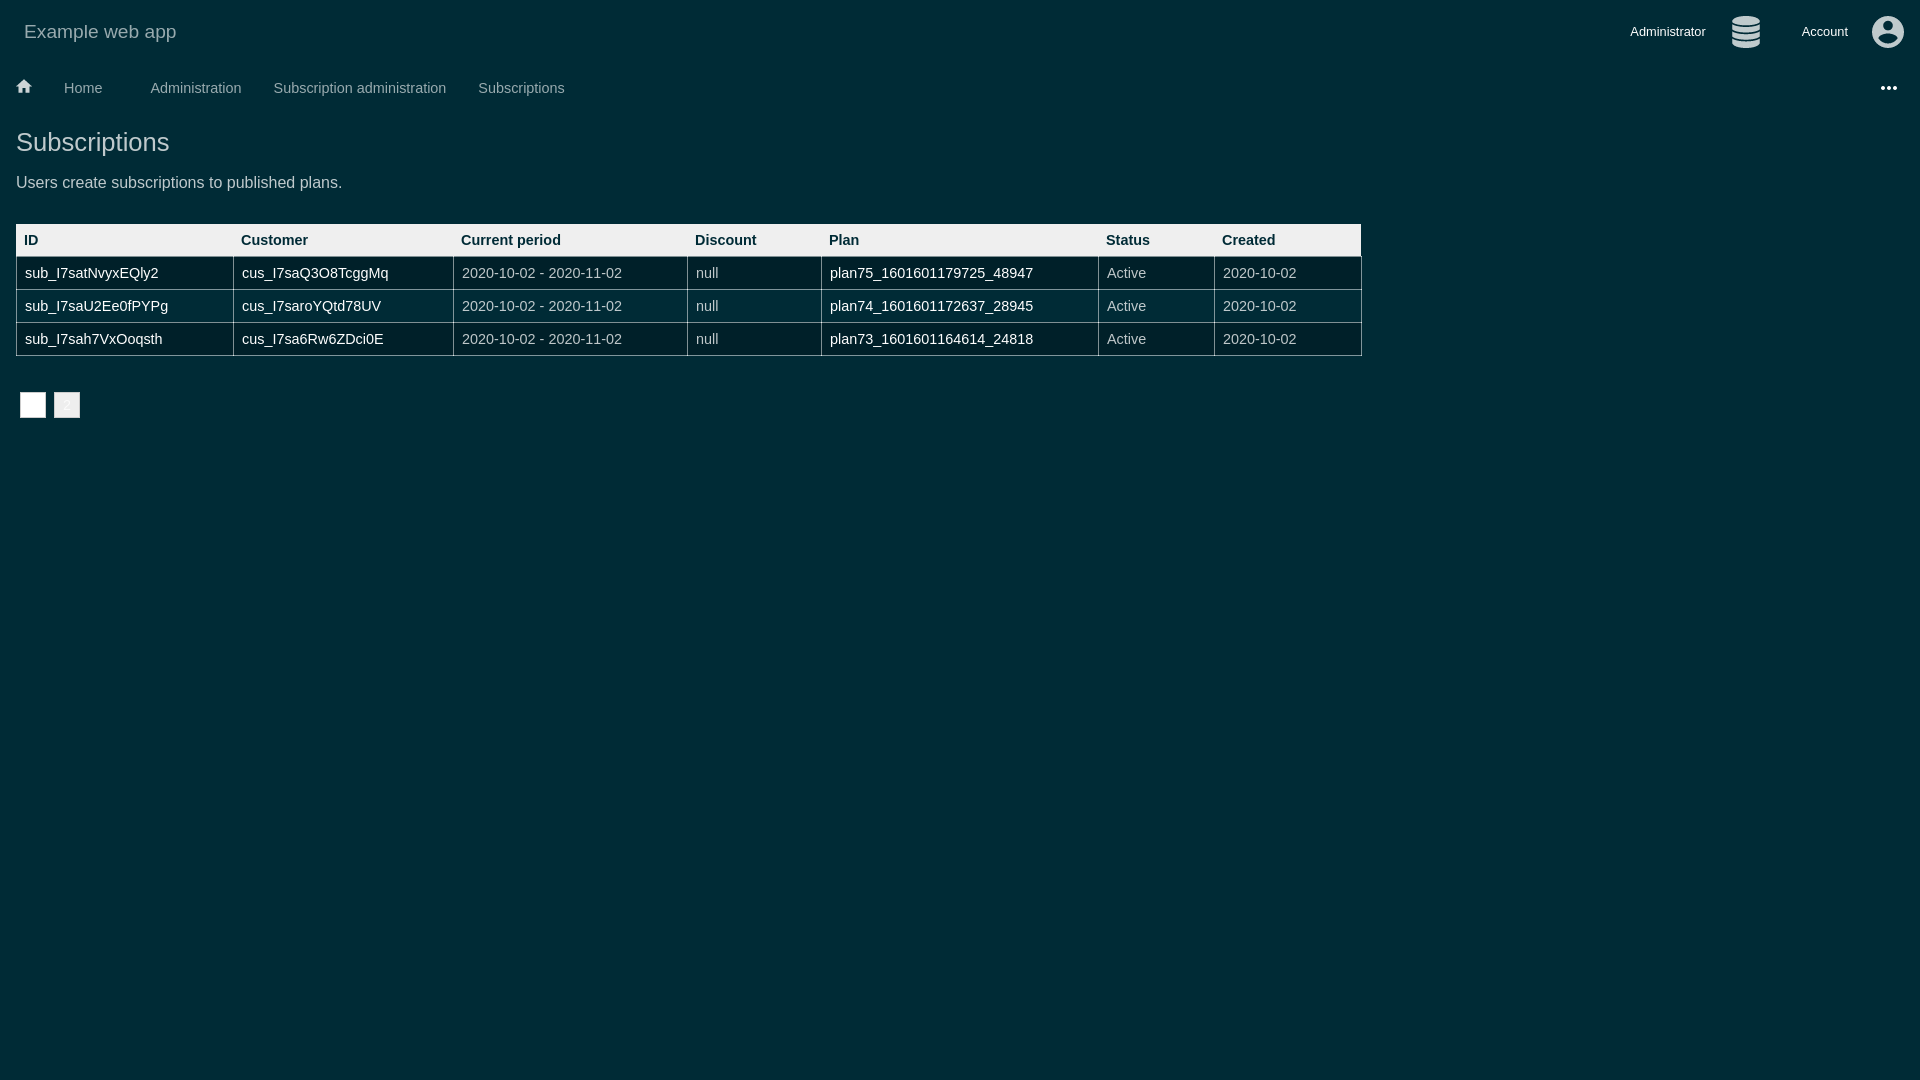 Example web app
Administrator
Account
Home Administration Subscription administration Subscriptions
Subscriptions
Users create subscriptions to published plans.
ID Customer Current period Discount Plan Status Created
sub_I7satNvyxEQly2 cus_I7saQ3O8TcggMq 2020-10-02 - 2020-11-02 null plan75_1601601179725_48947 Active 2020-10-02
sub_I7saU2Ee0fPYPg cus_I7saroYQtd78UV 2020-10-02 - 2020-11-02 null plan74_1601601172637_28945 Active 2020-10-02
sub_I7sah7VxOoqsth cus_I7sa6Rw6ZDci0E 2020-10-02 - 2020-11-02 null plan73_1601601164614_24818 Active 2020-10-02
2